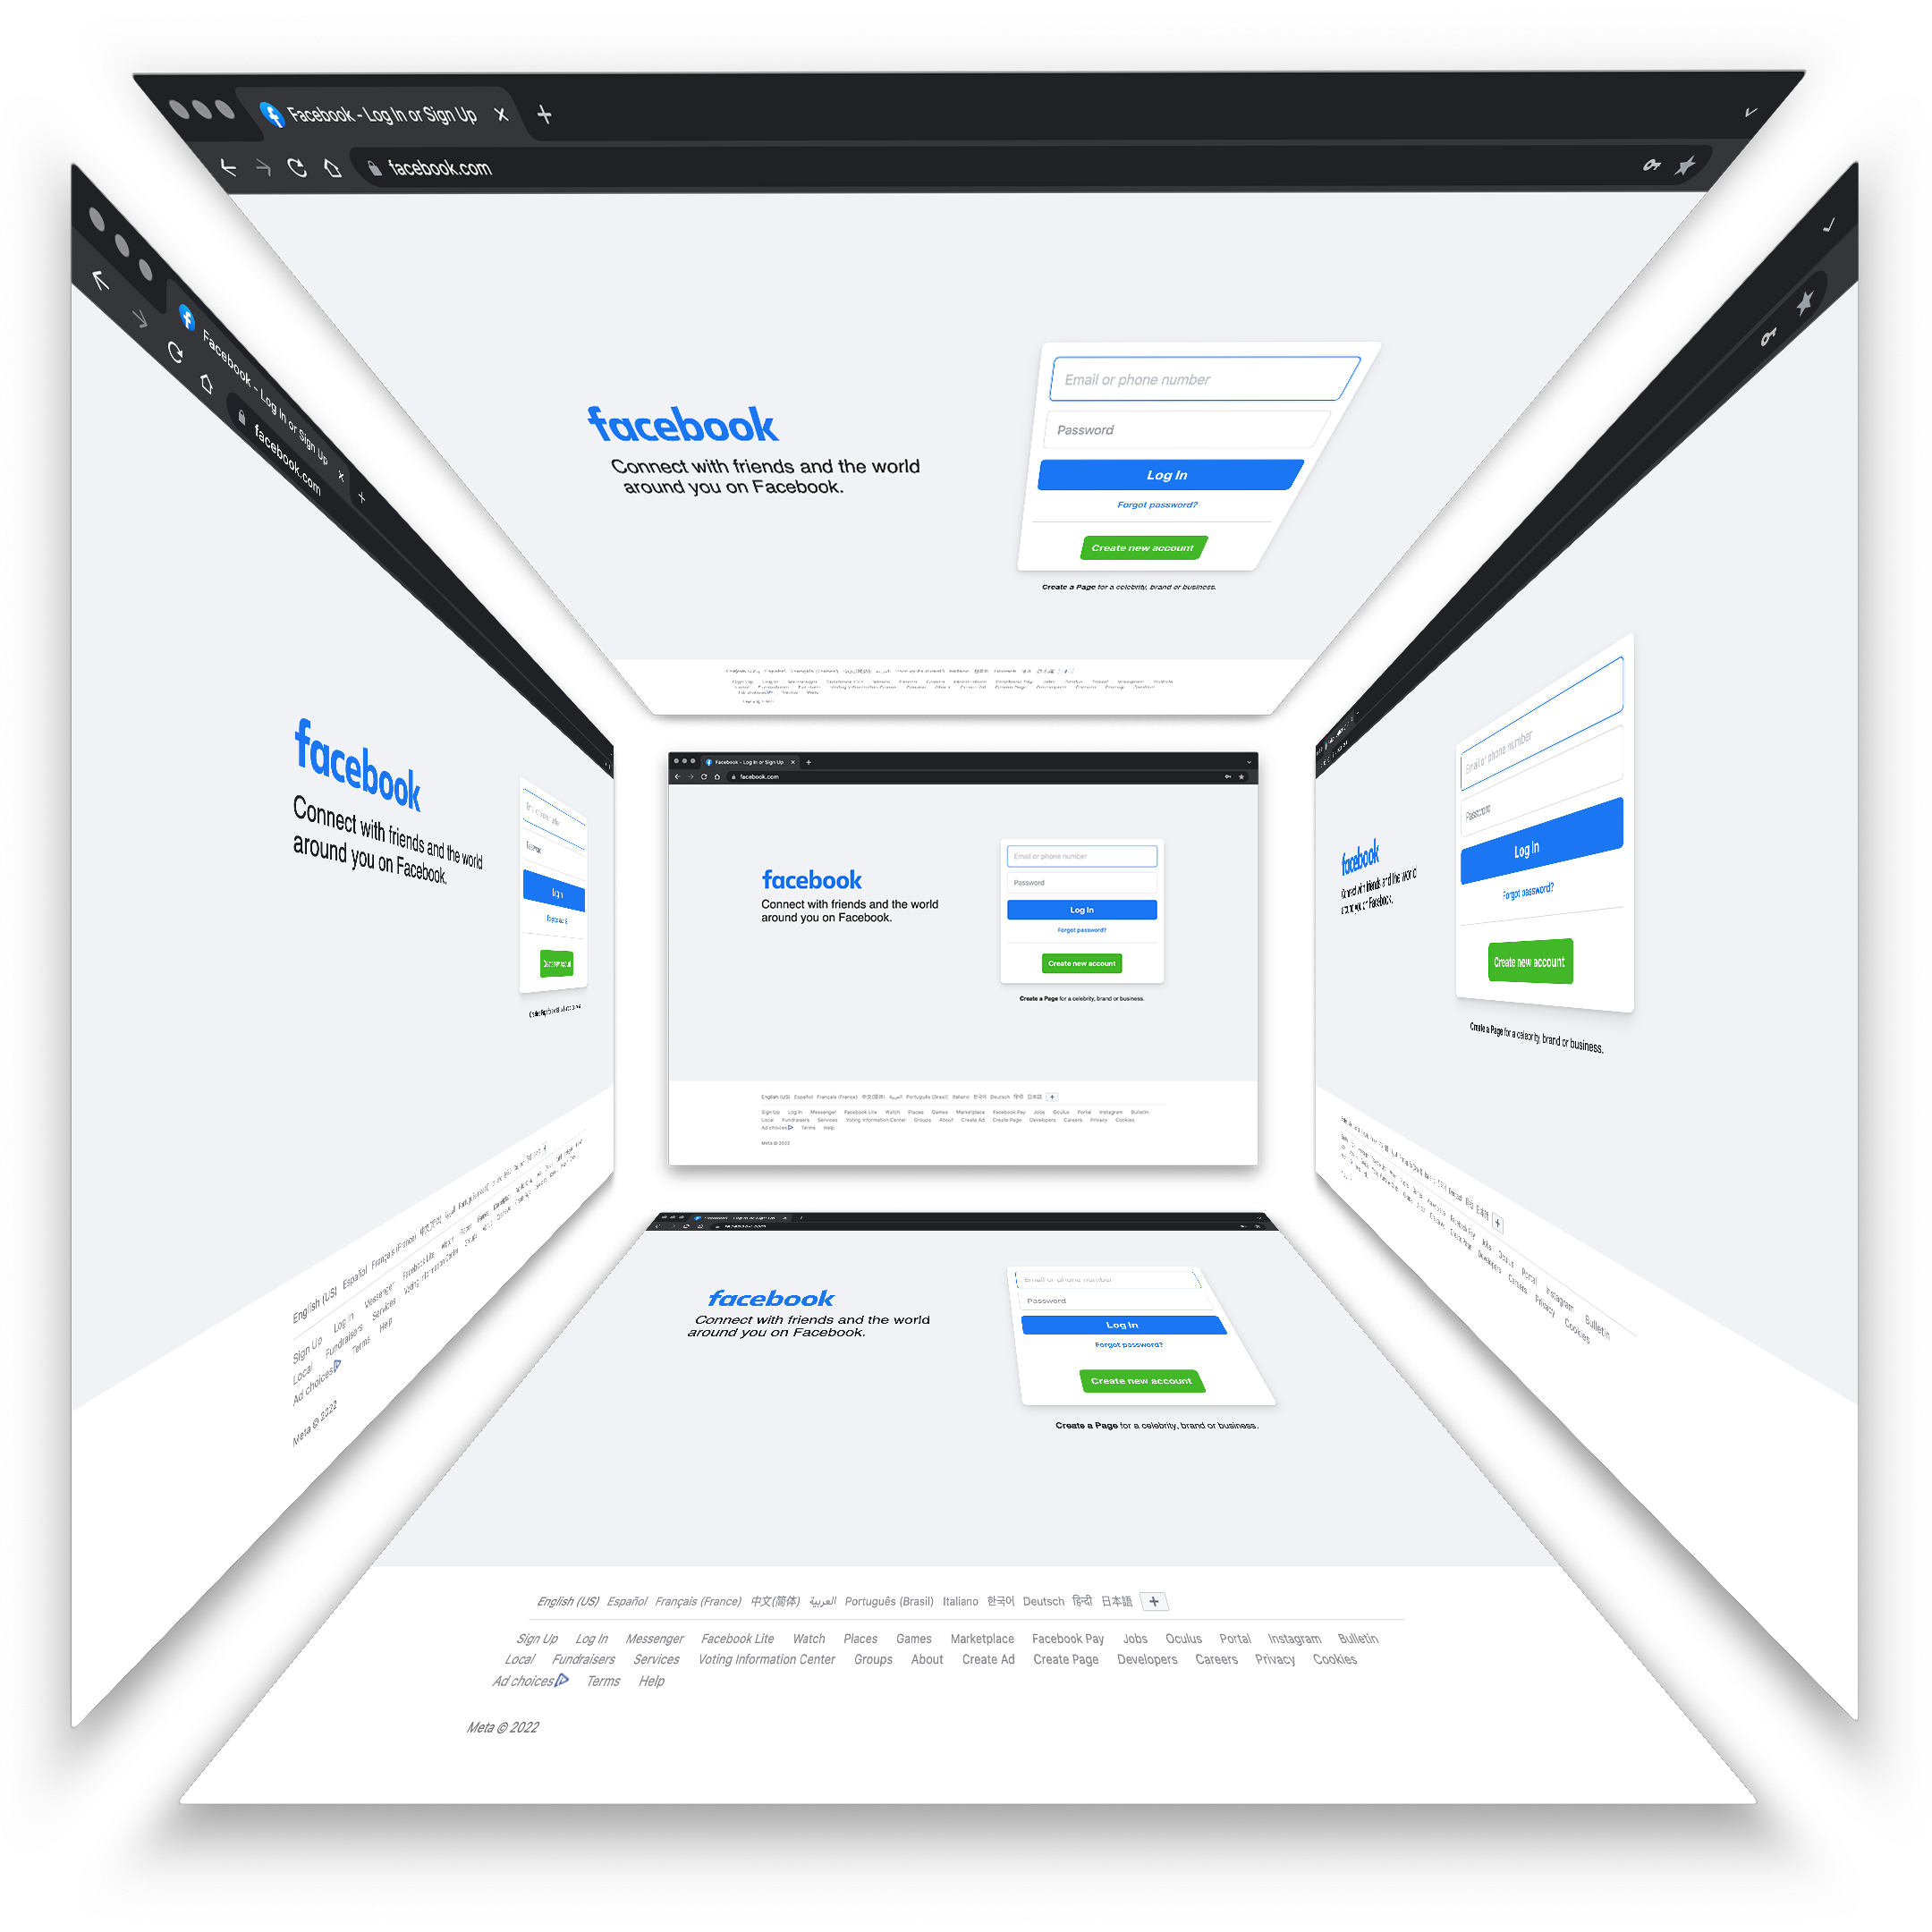 Facebook - Log In or Sign Up
facebook.com
facebook
Connect with friends and the world
around you on Facebook.
Email or phone number
Password
Log In
Forgot password?
Create new account
Create a Page for a celebrity, brand or business.
Facebook - Log In or Sign Up
facebook.com
facebook
Connect with friends and the world
around you on Facebook.
Log In
Create new account
English (US) Español Français (France) 中文(简体) العربية
Sign Up Log In Messenger Facebook Lite Watch
Local Fundraisers Services Voting Information Center
Ad choices Terms Help
Meta © 2022
Facebook - Log In or Sign Up
facebook.com
facebook
Connect with friends and the world
around you on Facebook.
Email or phone number
Password
Log In
Forgot password?
Create new account
Create a Page for a celebrity, brand or business.
English (US) Español Français (France) 中文(简体) العربية Português (Brasil) Italiano 한국어 Deutsch हिन्दी 日本語 +
Sign Up Log In Messenger Facebook Lite Watch Places Games Marketplace Facebook Pay Jobs Oculus Portal Instagram Bulletin
Local Fundraisers Services Voting Information Center Groups About Create Ad Create Page Developers Careers Privacy Cookies
Ad choices Terms Help
Meta © 2022
facebook
Connect with friends and the world
around you on Facebook.
Email or phone number
Password
Log In
Forgot password?
Create new account
Create a Page for a celebrity, brand or business.
日本語 +
Facebook Pay Jobs Oculus Portal Instagram Bulletin
Create Page Developers Careers Privacy Cookies
facebook
Connect with friends and the world
around you on Facebook.
Email or phone number
Password
Log In
Forgot password?
Create new account
Create a Page for a celebrity, brand or business.
English (US) Español Français (France) 中文(简体) العربية Português (Brasil) Italiano 한국어 Deutsch हिन्दी 日本語 +
Sign Up Log In Messenger Facebook Lite Watch Places Games Marketplace Facebook Pay Jobs Oculus Portal Instagram Bulletin
Local Fundraisers Services Voting Information Center Groups About Create Ad Create Page Developers Careers Privacy Cookies
Ad choices Terms Help
Meta © 2022